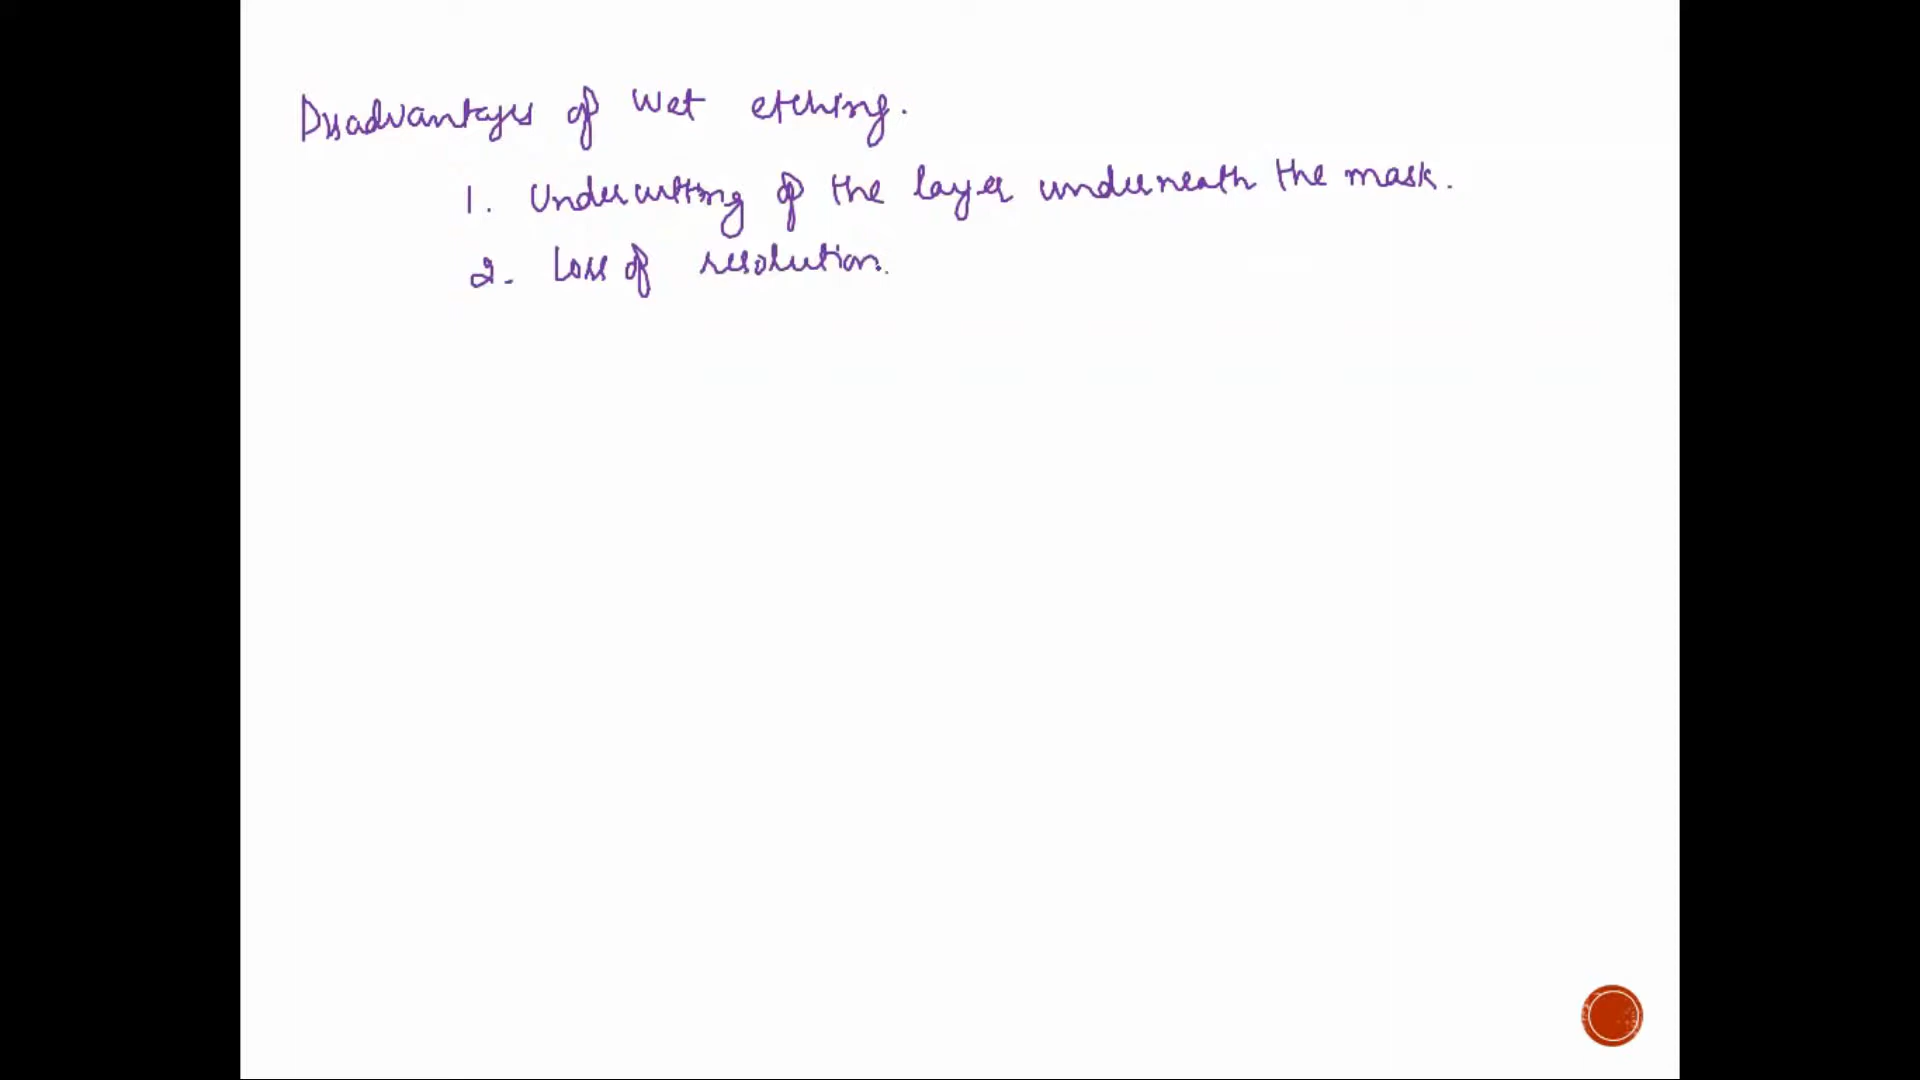 Disadvantages of wet etching.
1. Undercutting of the layer underneath the mask.
2. Loss of resolution.